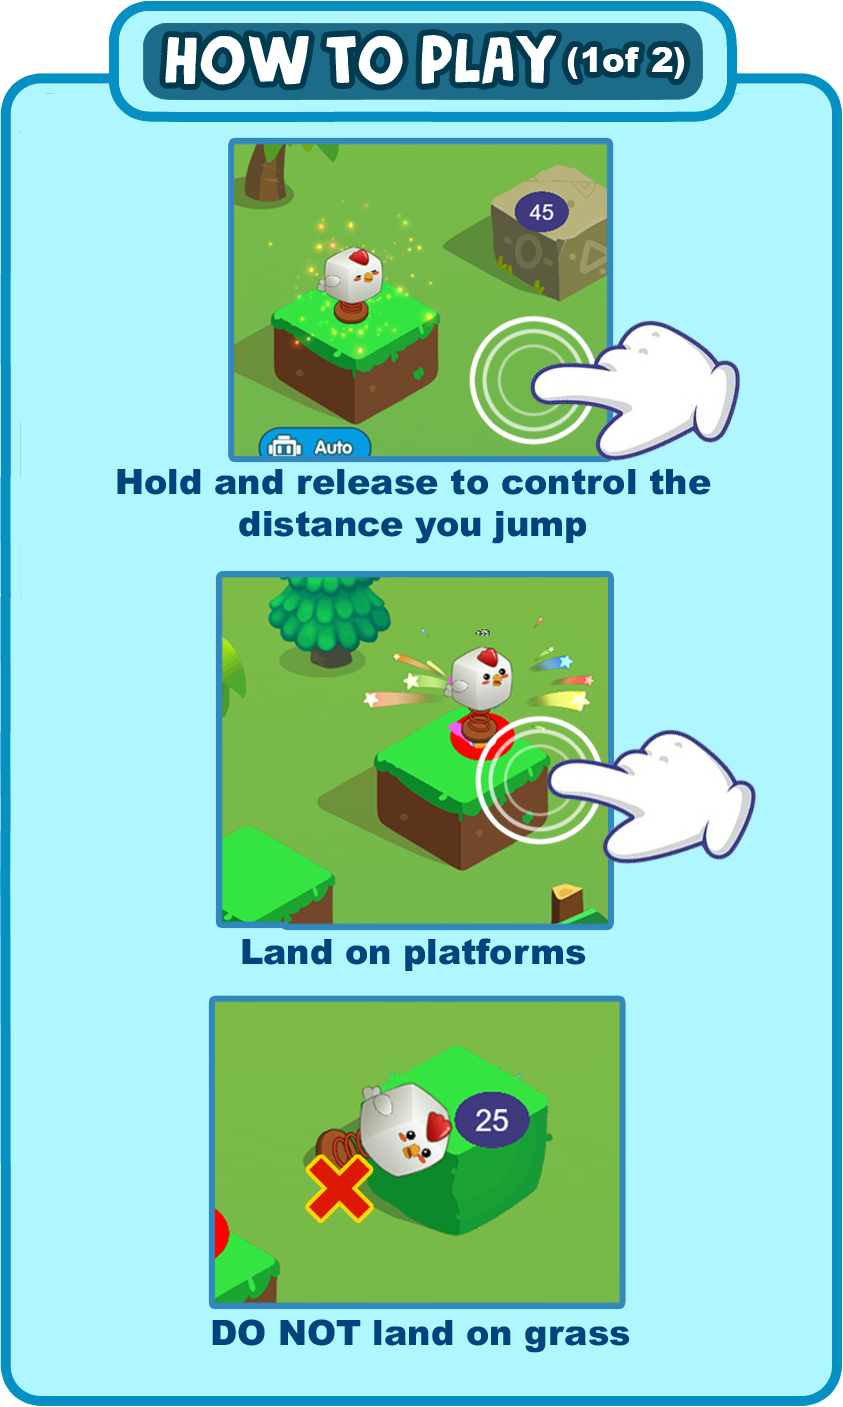 HOW TO PLAY (1of 2)
45
Auto
Hold and release to control the
distance you jump
Land on platforms
25
DO NOT land on grass